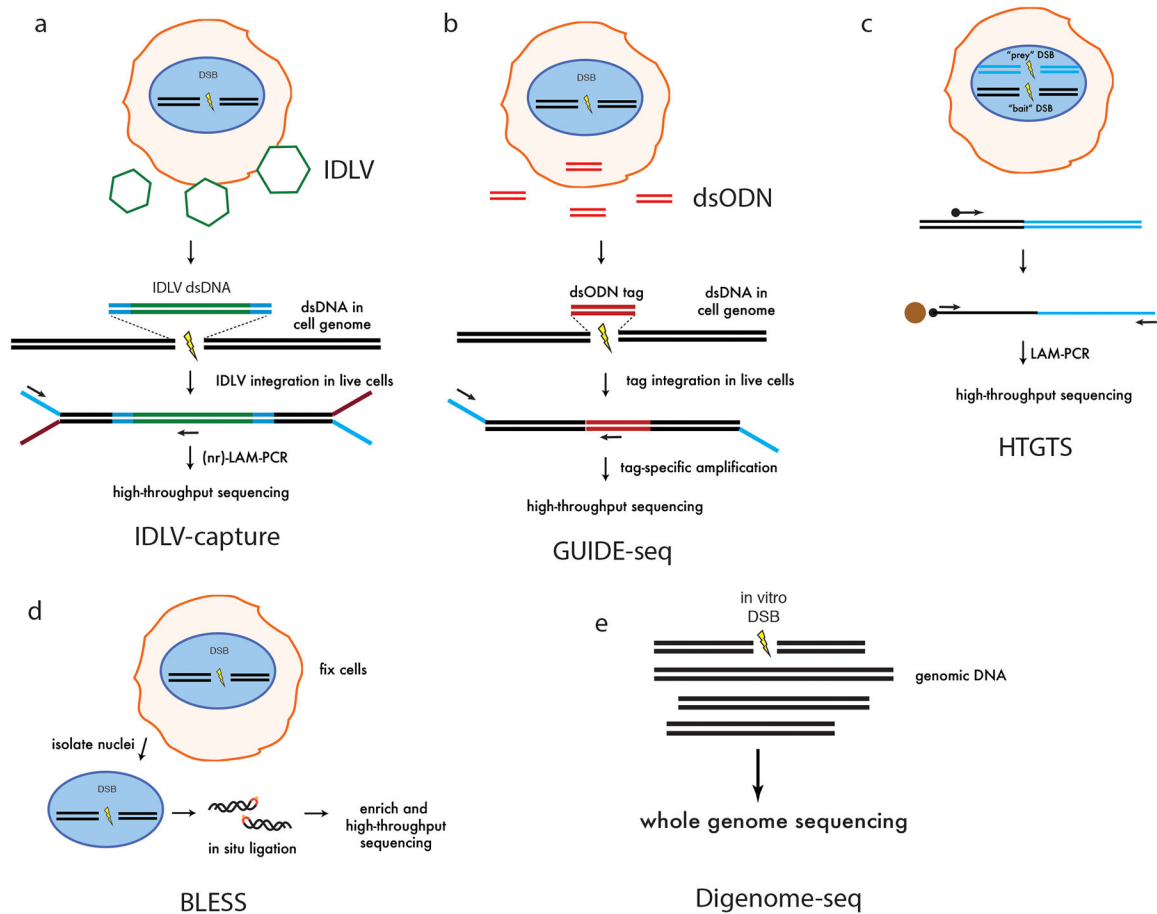 a
DSB
IDLV
IDLV dsDNA
dsDNA in
cell genome
IDLV integration in live cells
(nr)-LAM-PCR
high-throughput sequencing
IDLV-capture
b
DSB
dsODN
dsODN tag
dsDNA in
cell genome
tag integration in live cells
tag-specific amplification
high-throughput sequencing
GUIDE-seq
c
"prey" DSB
"bait" DSB
LAM-PCR
high-throughput sequencing
HTGTS
d
DSB
fix cells
isolate nuclei
DSB
in situ ligation
enrich and
high-throughput
sequencing
BLESS
e
in vitro
DSB
genomic DNA
whole genome sequencing
Digenome-seq